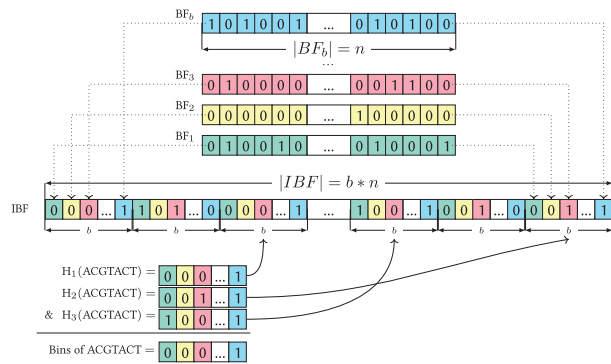 BF_b 1 0 1 0 0 1 ... 0 1 0 1 0 0
|BF_b| = n
...
BF_3 0 1 0 0 0 0 ... 0 0 1 1 0 0
BF_2 0 0 0 0 0 0 ... 1 0 0 0 0 0
BF_1 0 1 0 0 1 0 ... 0 1 0 0 0 1
|IBF| = b * n
IBF 0 0 0 ... 1 1 0 1 ... 0 0 0 0 ... 1 ... 1 0 0 ... 1 0 0 1 ... 0 0 0 1 ... 1
b b b b b b
H_1(ACGTACT) = 0 0 0 ... 1
H_2(ACGTACT) = 0 0 1 ... 1
& H_3(ACGTACT) = 1 0 0 ... 1
Bins of ACGTACT = 0 0 0 ... 1